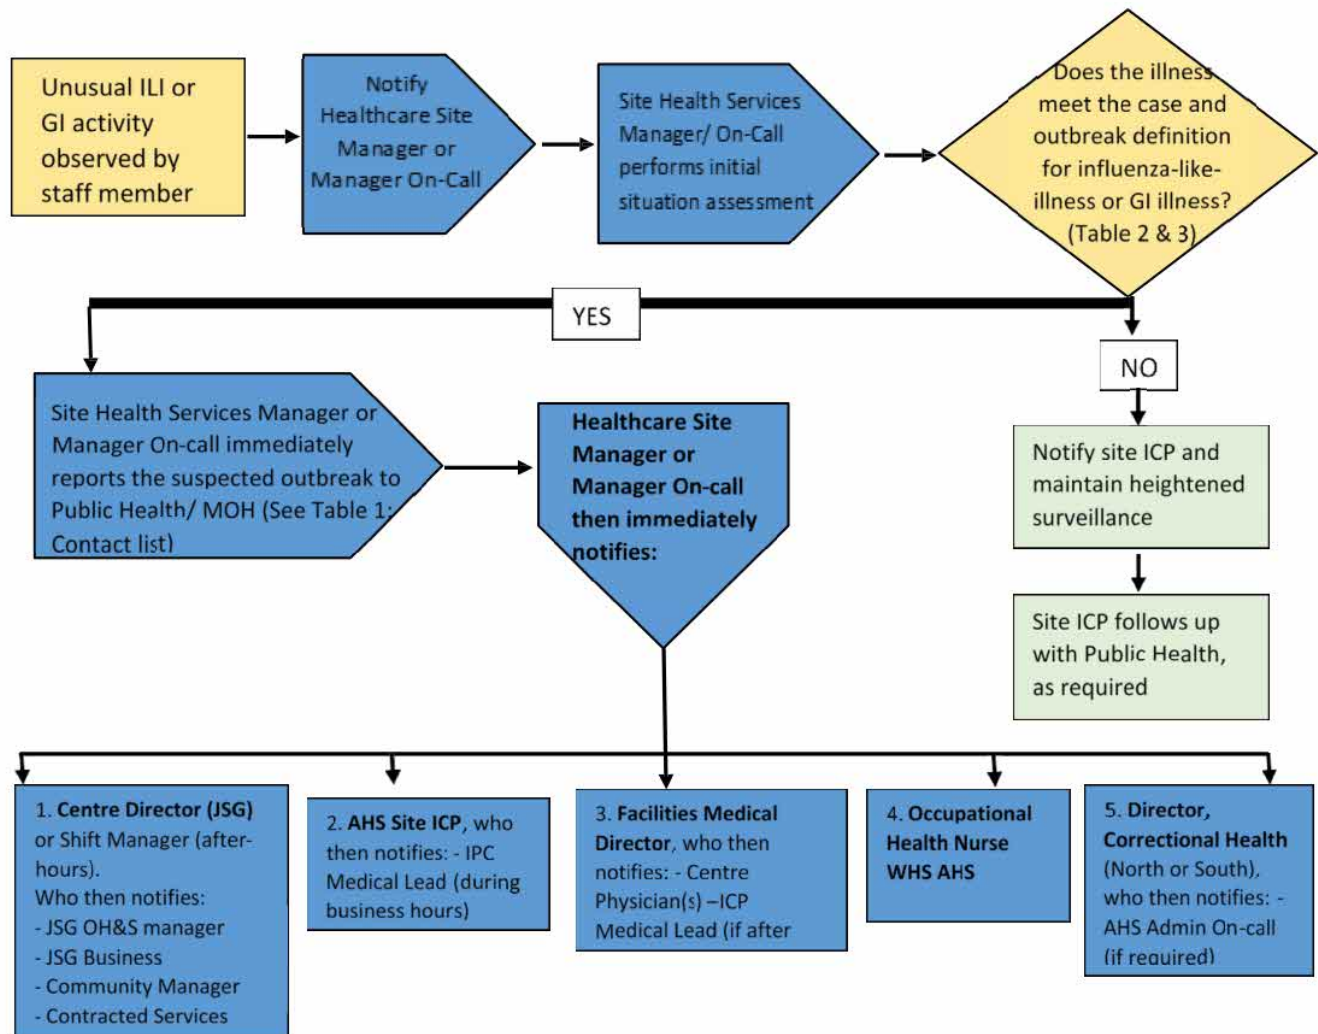 Unusual ILI or
GI activity
observed by
staff member
Notify
Healthcare Site
Manager or
Manager On-Call
Site Health Services
Manager/ On-Call
performs initial
situation assessment
Does the illness
meet the case and
outbreak definition
for influenza-like-
illness or GI illness?
(Table 2 & 3)
YES
NO
Site Health Services Manager or
Manager On-call immediately
reports the suspected outbreak to
Public Health/ MOH (See Table 1:
Contact list)
Healthcare Site
Manager or
Manager On-call
then immediately
notifies:
Notify site ICP and
maintain heightened
surveillance
Site ICP follows up
with Public Health,
as required
1. Centre Director (JSG)
or Shift Manager (after-
hours).
Who then notifies:
- JSG OH&S manager
- JSG Business
- Community Manager
- Contracted Services
2. AHS Site ICP, who
then notifies: - IPC
Medical Lead (during
business hours)
3. Facilities Medical
Director, who then
notifies: - Centre
Physician(s) –ICP
Medical Lead (if after
4. Occupational
Health Nurse
WHS AHS
5. Director,
Correctional Health
(North or South),
who then notifies: -
AHS Admin On-call
(if required)